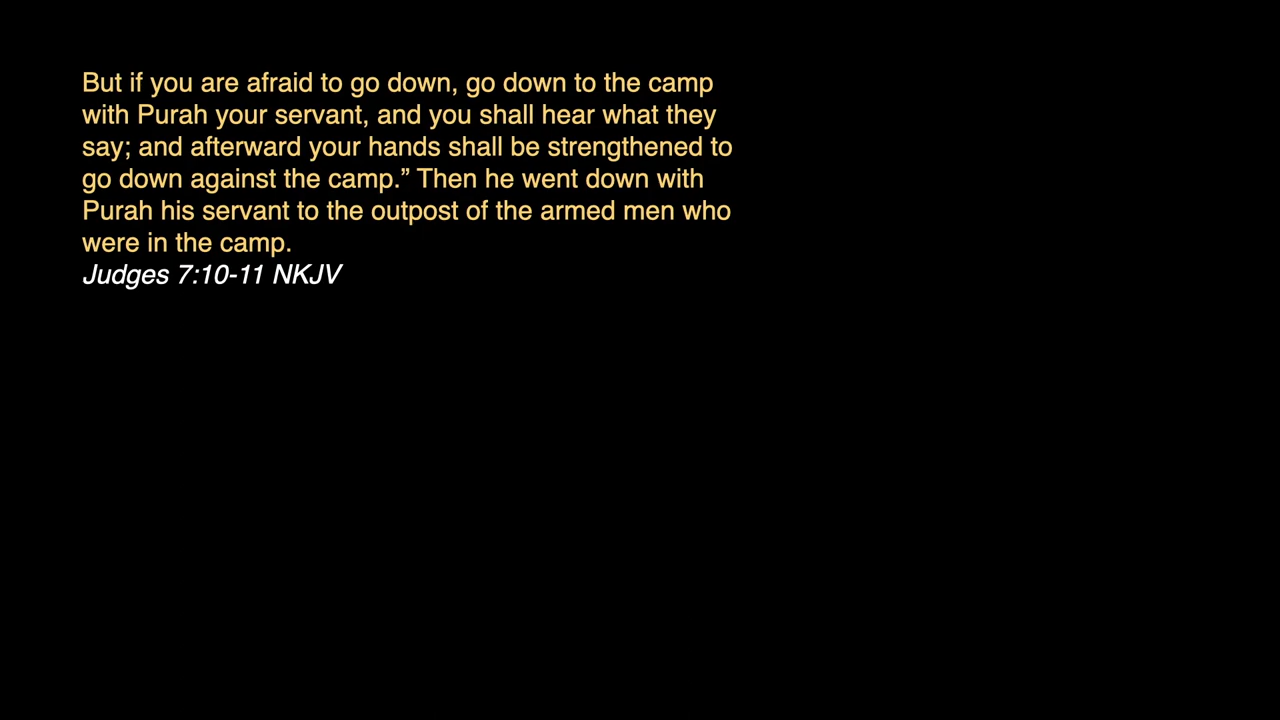 But if you are afraid to go down, go down to the camp
with Purah your servant, and you shall hear what they
say; and afterward your hands shall be strengthened to
go down against the camp.” Then he went down with
Purah his servant to the outpost of the armed men who
were in the camp.
Judges 7:10-11 NKJV